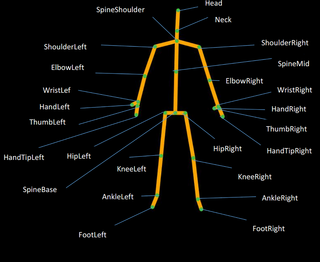 Head
SpineShoulder
Neck
ShoulderLeft
ShoulderRight
SpineMid
ElbowLeft
ElbowRight
WristLef
WristRight
HandLeft
HandRight
ThumbLeft
ThumbRight
HandTipLeft
HipLeft
HipRight
HandTipRight
KneeLeft
KneeRight
SpineBase
AnkleLeft
AnkleRight
FootLeft
FootRight